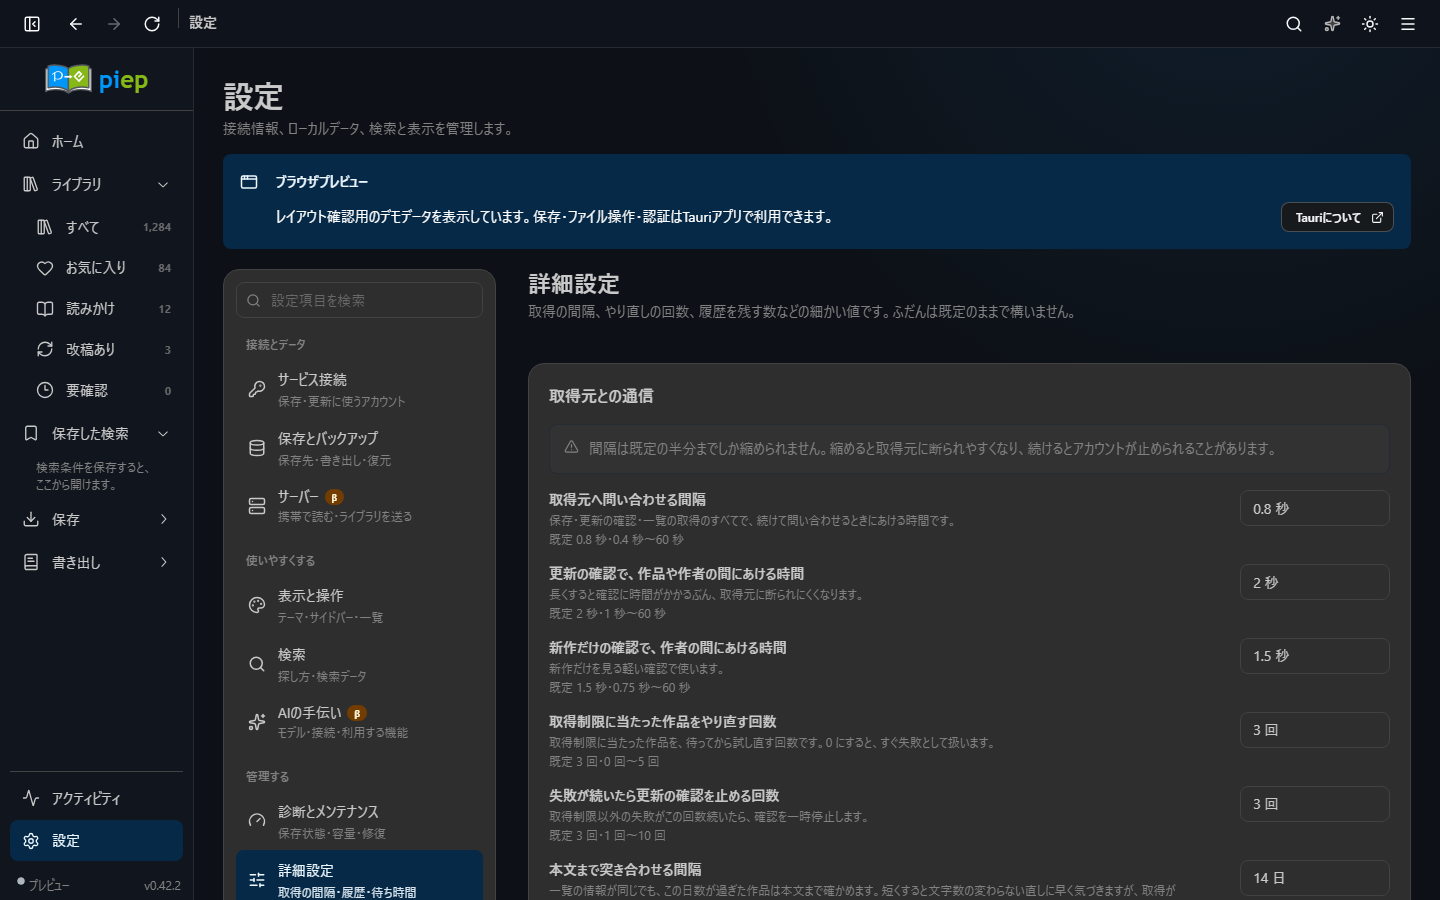 設定
piep
ホーム
ライブラリ
すべて 1,284
お気に入り 84
読みかけ 12
改稿あり 3
要確認 0
保存した検索
検索条件を保存すると、
ここから開けます。
保存
書き出し
アクティビティ
設定
プレビュー v0.42.2
設定
接続情報、ローカルデータ、検索と表示を管理します。
ブラウザプレビュー
レイアウト確認用のデモデータを表示しています。保存・ファイル操作・認証はTauriアプリで利用できます。
Tauriについて
設定項目を検索
接続とデータ
サービス接続
保存・更新に使うアカウント
保存とバックアップ
保存先・書き出し・復元
サーバー β
携帯で読む・ライブラリを送る
使いやすくする
表示と操作
テーマ・サイドバー・一覧
検索
探し方・検索データ
AIの手伝い β
モデル・接続・利用する機能
管理する
診断とメンテナンス
保存状態・容量・修復
詳細設定
取得の間隔・履歴・待ち時間
詳細設定
取得の間隔、やり直しの回数、履歴を残す数などの細かい値です。ふだんは既定のままで構いません。
取得元との通信
間隔は既定の半分までしか縮められません。縮めると取得元に断られやすくなり、続けるとアカウントが止められることがあります。
取得元へ問い合わせる間隔
保存・更新の確認・一覧の取得のすべてで、続けて問い合わせるときにあける時間です。
既定 0.8 秒・0.4 秒〜60 秒
0.8 秒
更新の確認で、作品や作者の間にあける時間
長くすると確認に時間がかかるぶん、取得元に断られにくくなります。
既定 2 秒・1 秒〜60 秒
2 秒
新作だけの確認で、作者の間にあける時間
新作だけを見る軽い確認で使います。
既定 1.5 秒・0.75 秒〜60 秒
1.5 秒
取得制限に当たった作品をやり直す回数
取得制限に当たった作品を、待ってから試し直す回数です。0 にすると、すぐ失敗として扱います。
既定 3 回・0 回〜5 回
3 回
失敗が続いたら更新の確認を止める回数
取得制限以外の失敗がこの回数続いたら、確認を一時停止します。
既定 3 回・1 回〜10 回
3 回
本文まで突き合わせる間隔
一覧の情報が同じでも、この日数が過ぎた作品は本文まで確かめます。短くすると文字数の変わらない直しに早く気づきますが、取得が
14 日